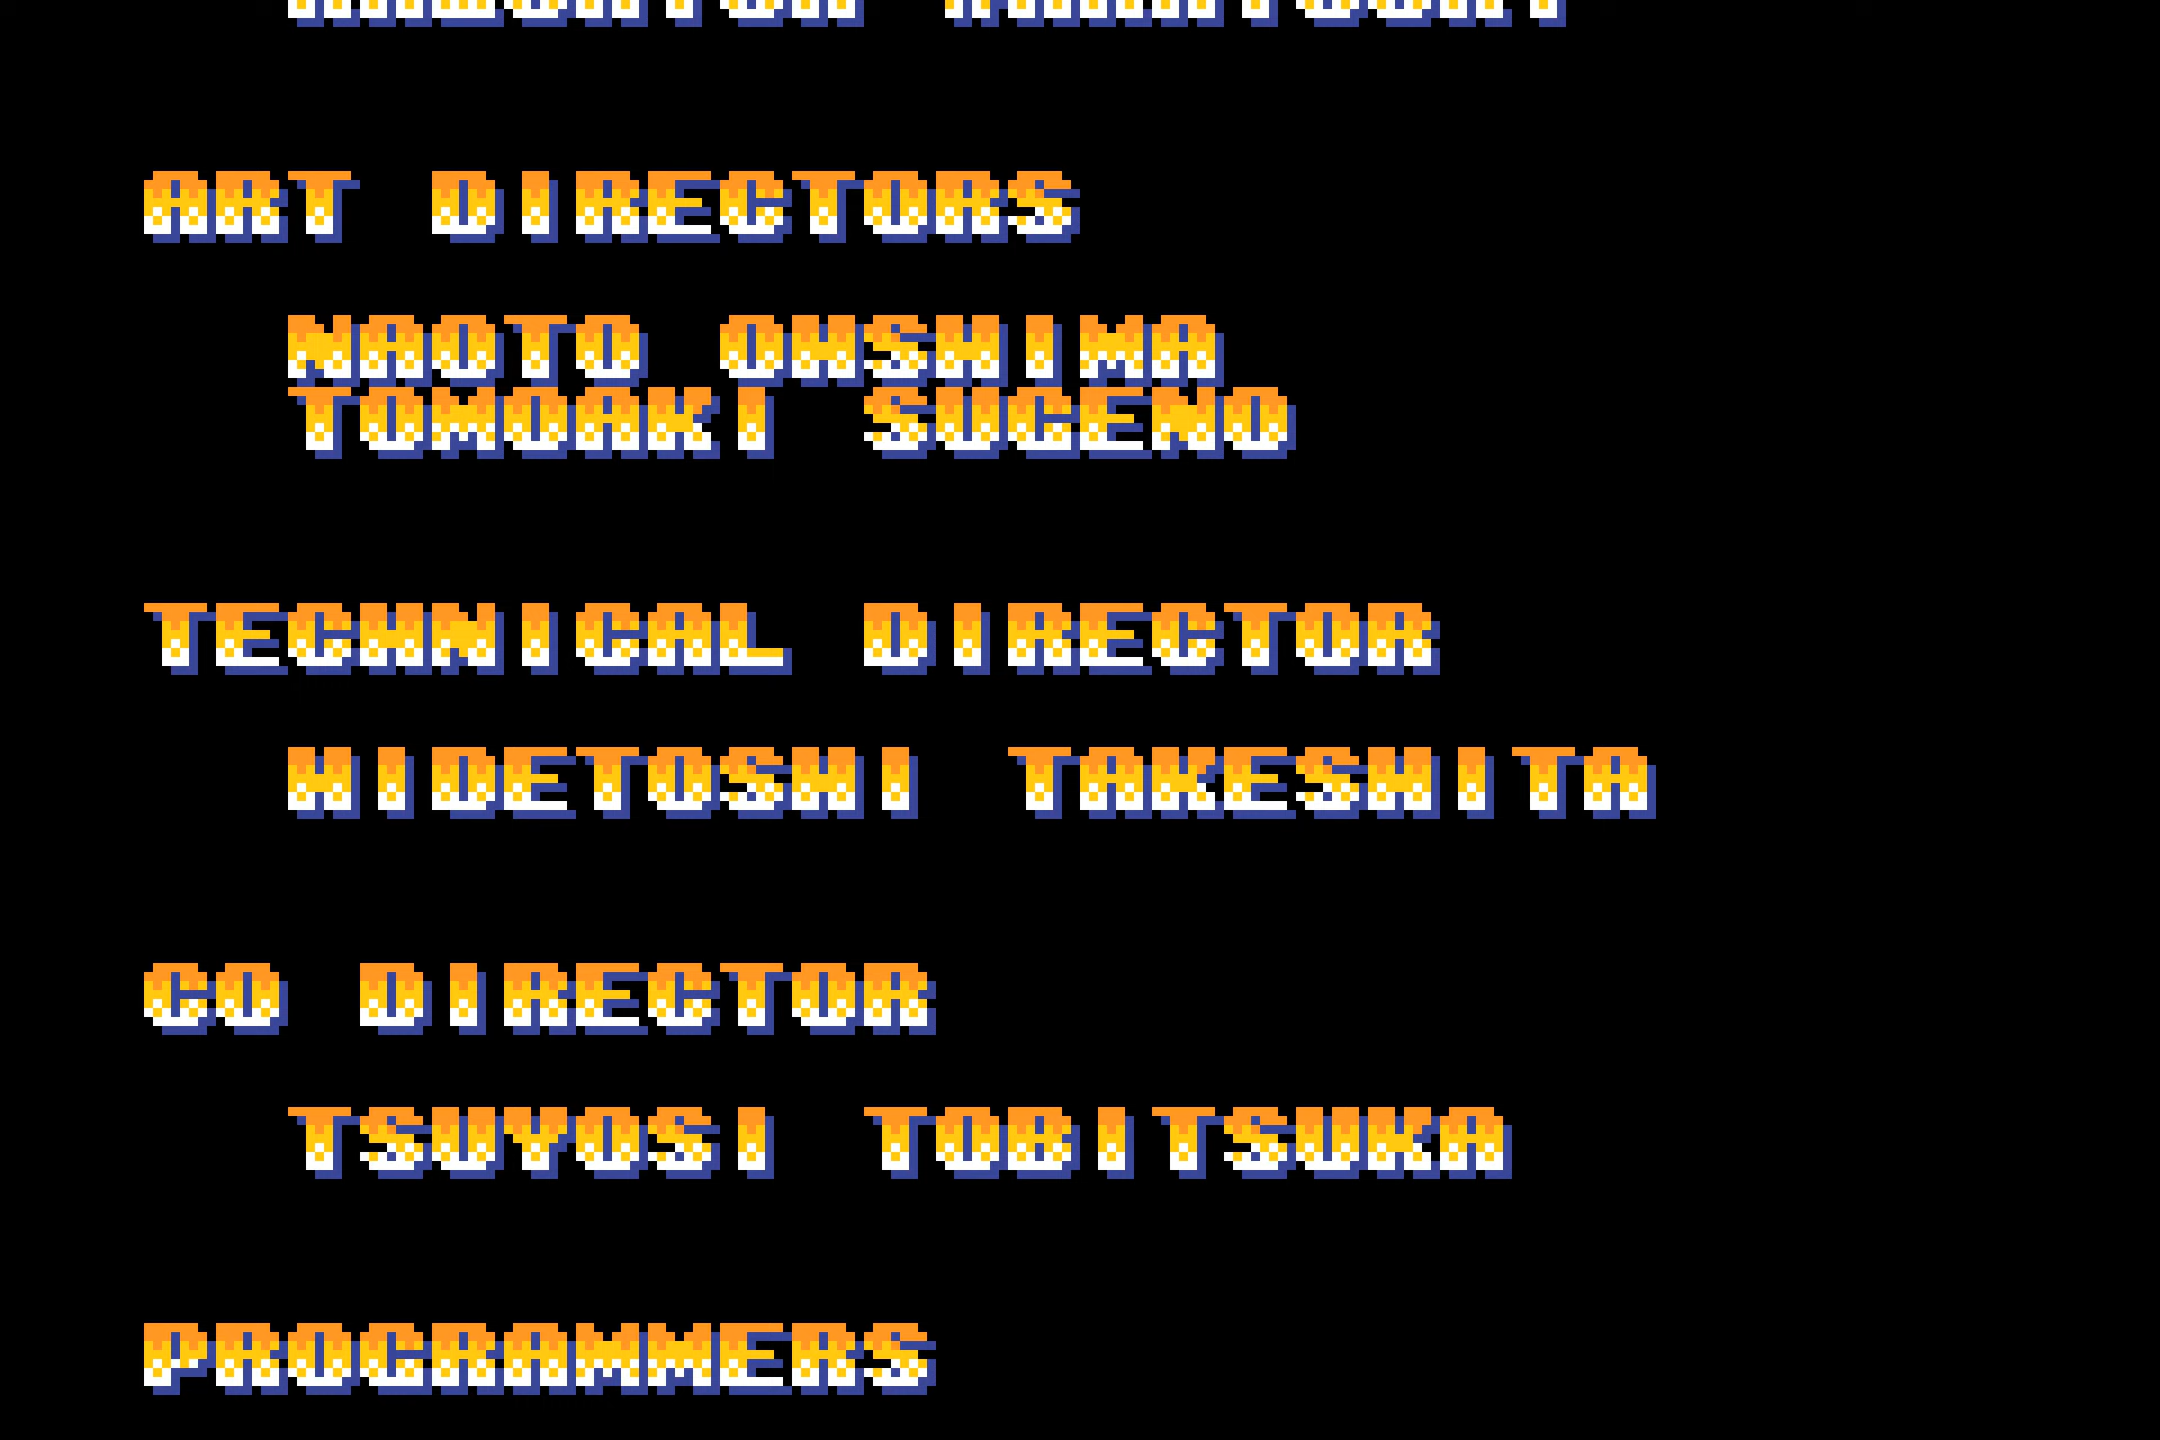 ART DIRECTORS
NAOTO OHSHIMA
TOMOAKI SUGENO
TECHNICAL DIRECTOR
HIDETOSHI TAKESHITA
CO DIRECTOR
TSUYOSI TOBITSUKA
PROGRAMMERS